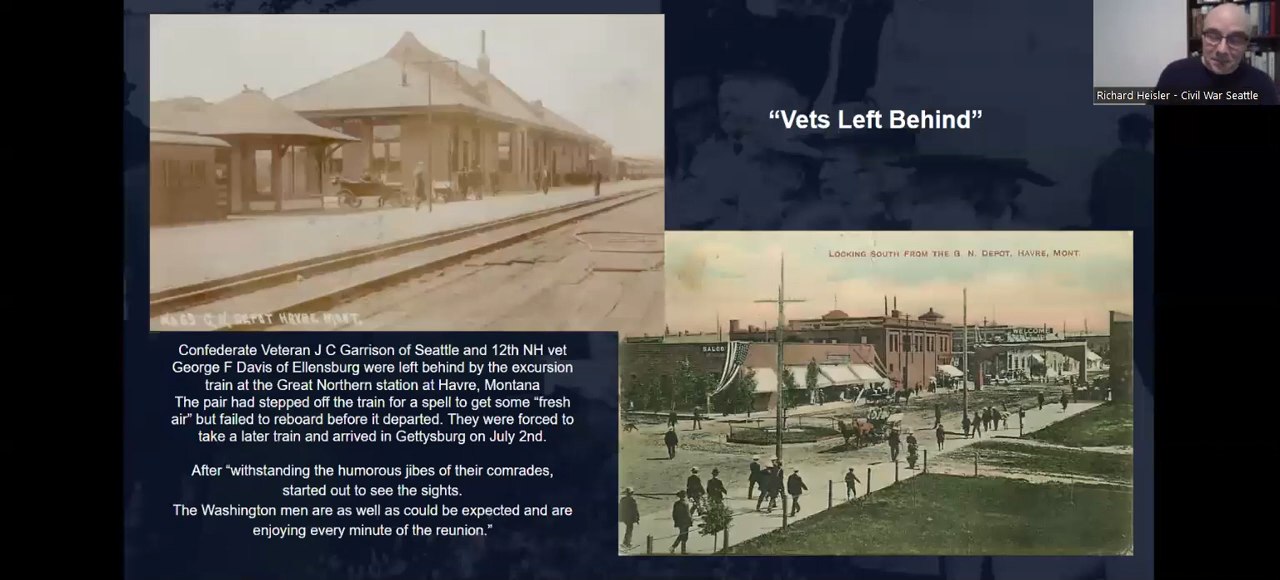 Richard Heisler - Civil War Seattle
“Vets Left Behind”
LOOKING SOUTH FROM THE G. N. DEPOT, HAVRE, MONT.
SALOON
WELCOME
G.N. DEPOT HAVRE MONT.
Confederate Veteran J C Garrison of Seattle and 12th NH vet
George F Davis of Ellensburg were left behind by the excursion
train at the Great Northern station at Havre, Montana
The pair had stepped off the train for a spell to get some “fresh
air” but failed to reboard before it departed. They were forced to
take a later train and arrived in Gettysburg on July 2nd.
After “withstanding the humorous jibes of their comrades,
started out to see the sights.
The Washington men are as well as could be expected and are
enjoying every minute of the reunion.”